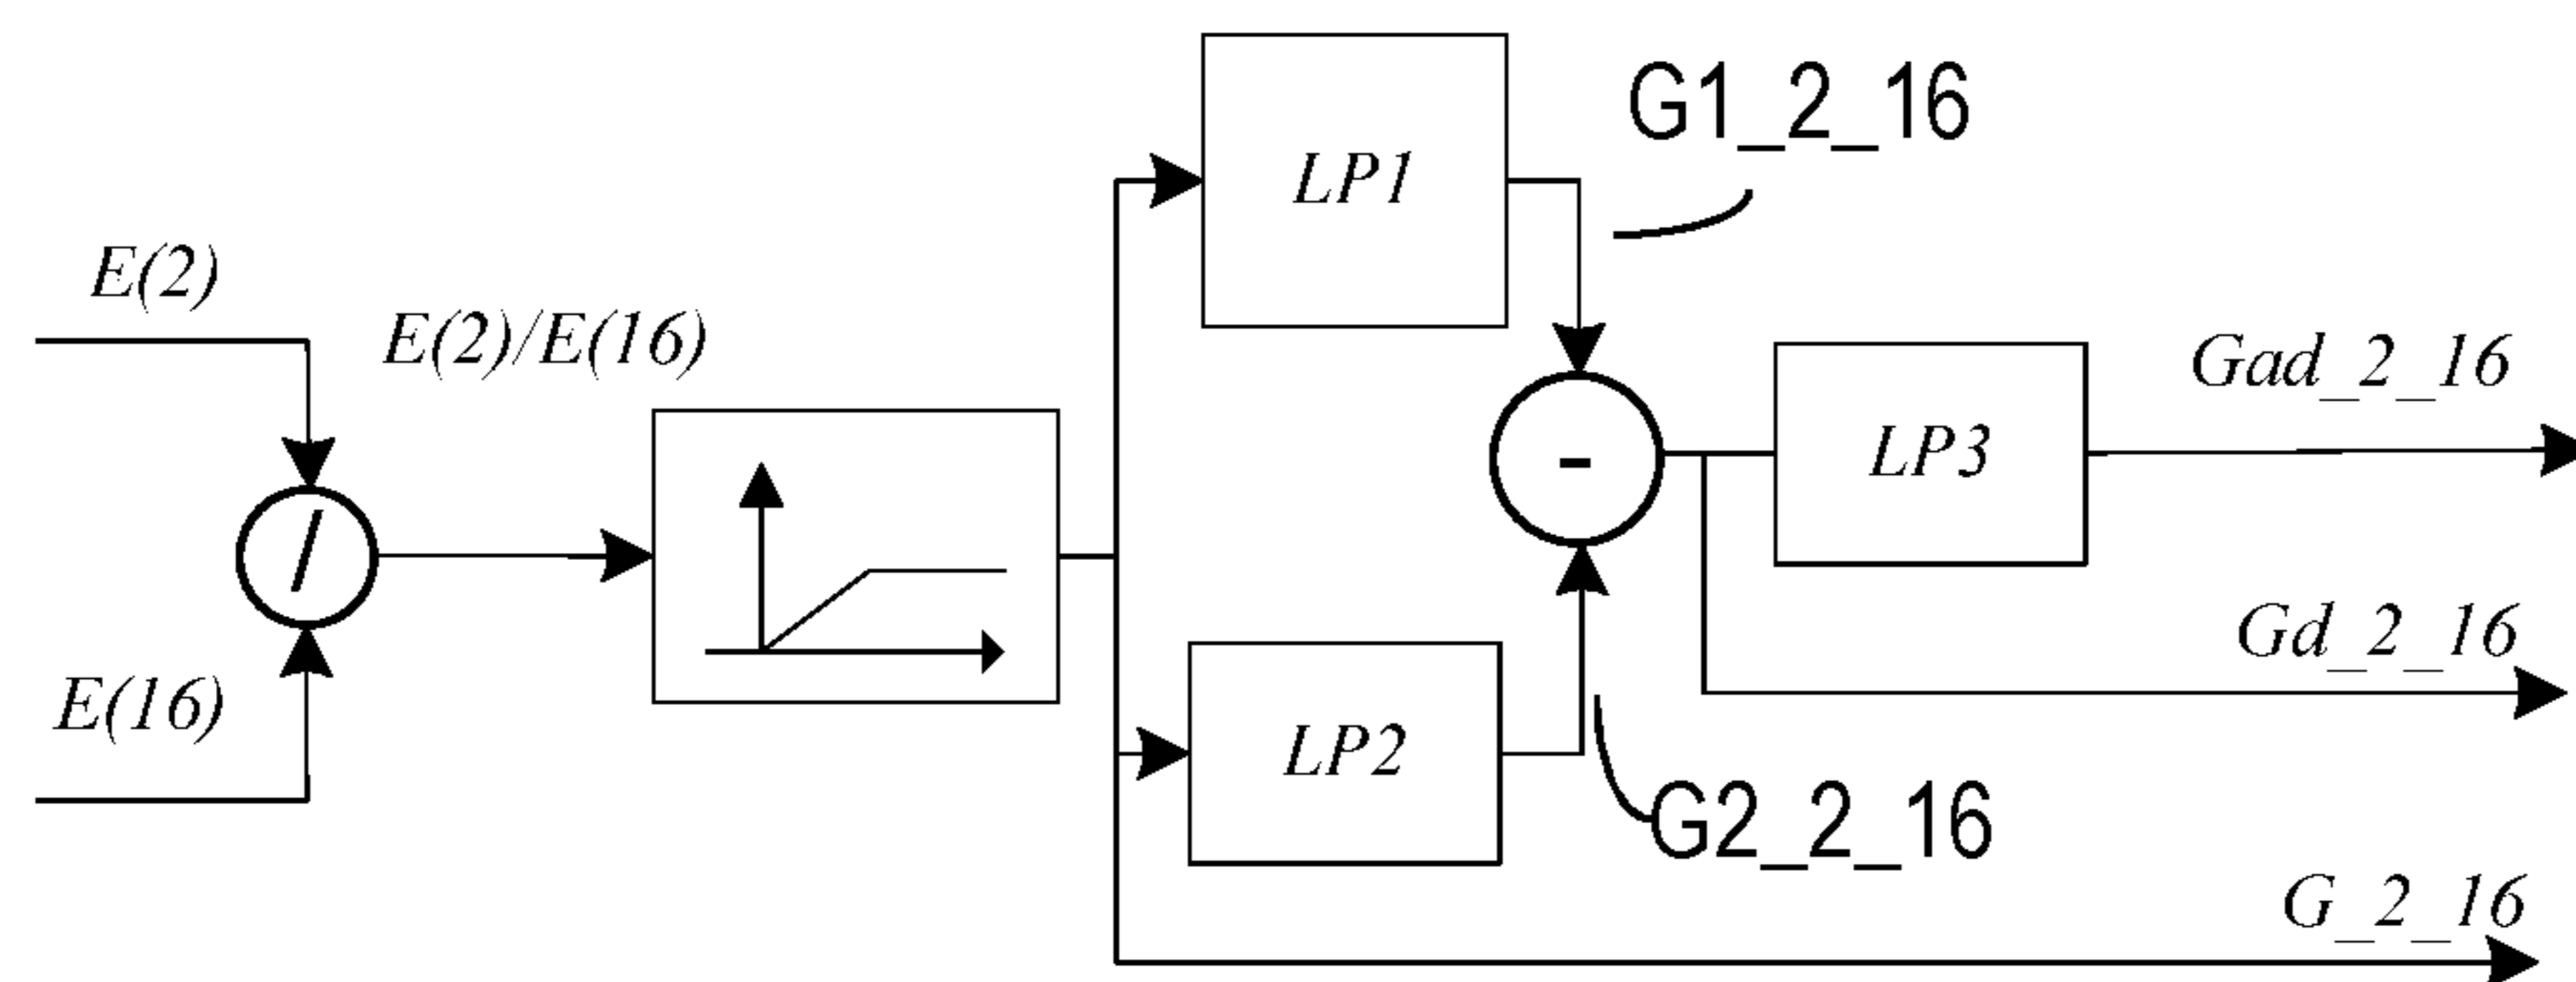 G1_2_16
LP1
E(2)
E(2)/E(16)
Gad_2_16
/
-
LP3
Gd_2_16
E(16)
LP2
G2_2_16
G_2_16